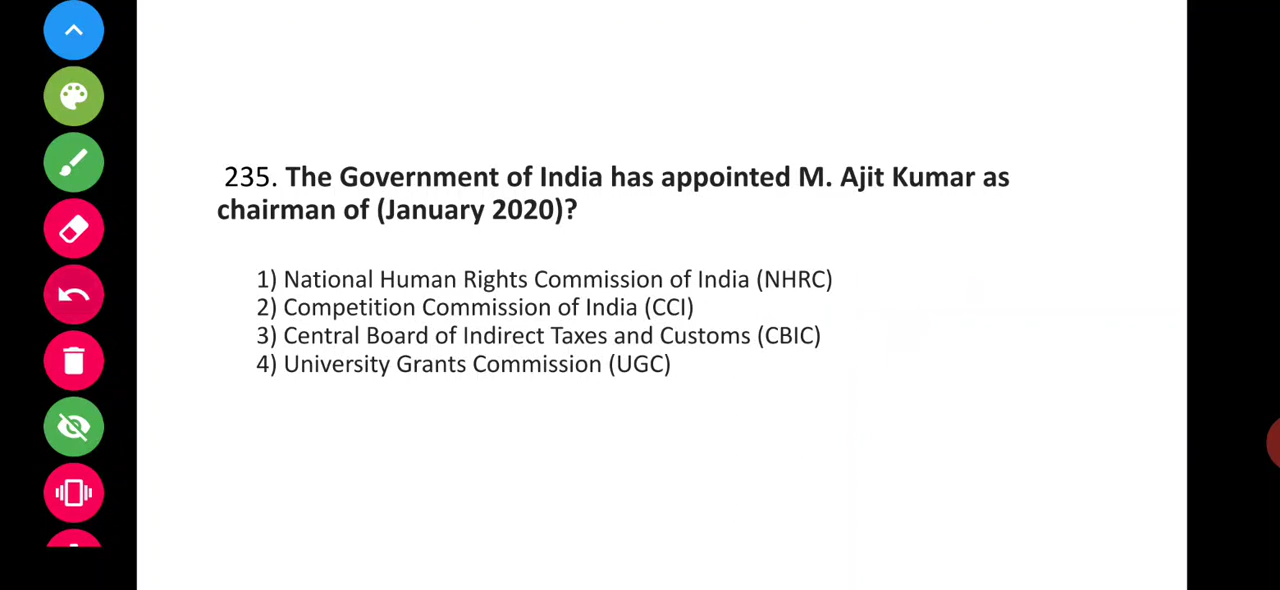 235. The Government of India has appointed M. Ajit Kumar as
chairman of (January 2020)?
1) National Human Rights Commission of India (NHRC)
2) Competition Commission of India (CCI)
3) Central Board of Indirect Taxes and Customs (CBIC)
4) University Grants Commission (UGC)